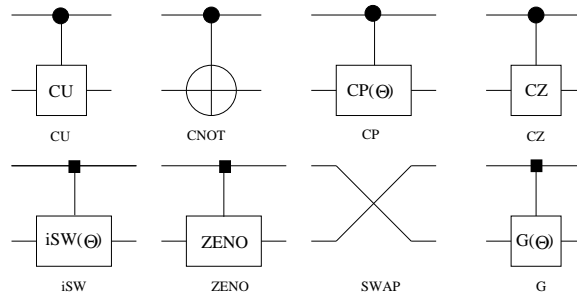 CU
CP(Θ)
CZ
CU
CNOT
CP
CZ
iSW(Θ)
ZENO
G(Θ)
iSW
ZENO
SWAP
G